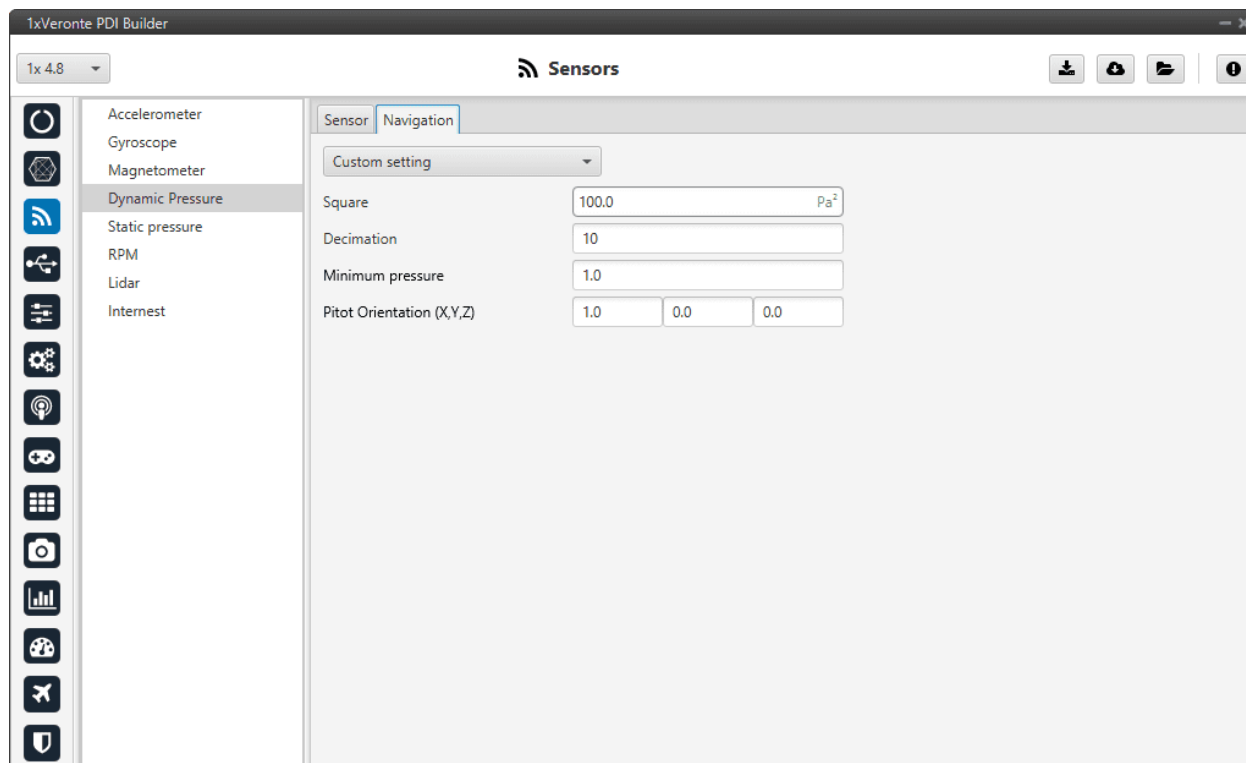 1xVeronte PDI Builder
1x 4.8
Sensors
Accelerometer
Gyroscope
Magnetometer
Dynamic Pressure
Static pressure
RPM
Lidar
Internest
Sensor Navigation
Custom setting
Square 100.0 Pa²
Decimation 10
Minimum pressure 1.0
Pitot Orientation (X,Y,Z) 1.0 0.0 0.0